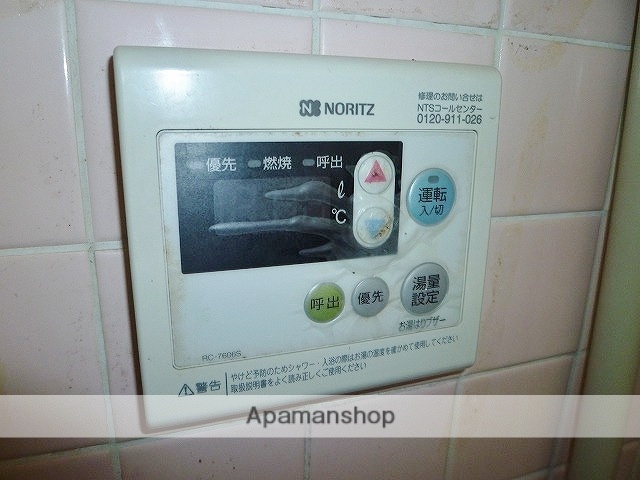 NORITZ
修理のお問い合せは
NTSコールセンター
0120-911-026
優先 燃焼 呼出
ℓ
℃
運転
入/切
呼出
優先
湯量
設定
お湯はりブザー
RC-7606S
警告
やけど予防のためシャワー・入浴の際はお湯の温度を確かめて使用してください
取扱説明書をよく読み正しくご使用ください
Apamanshop